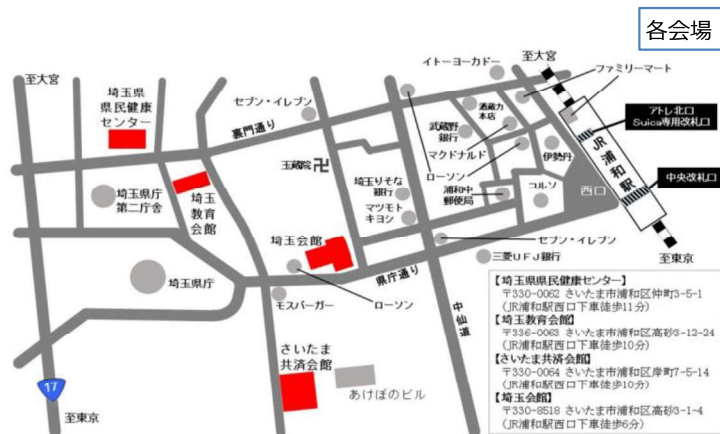 各会場
至大宮
埼玉県
県民健康
センター
セブン・イレブン
裏門通り
イトーヨーカドー
至大宮
ファミリーマート
酒蔵力
本店
武蔵野
銀行
マクドナルド
ローソン
伊勢丹
アトレ北口
Suica専用改札口
JR浦和駅
中央改札口
玉蔵院
卍
埼玉りそな
銀行
マツモト
キヨシ
浦和中
郵便局
コルソ
西口
埼玉県庁
第二庁舎
埼玉
教育
会館
埼玉会館
セブン・イレブン
三菱UFJ銀行
至東京
埼玉県庁
県庁通り
モスバーガー
ローソン
中仙道
さいたま
共済会館
あけぼのビル
17
至東京
【埼玉県県民健康センター】
〒330-0062 さいたま市浦和区仲町3-5-1
(JR浦和駅西口下車徒歩11分)
【埼玉教育会館】
〒336-0063 さいたま市浦和区高砂3-12-24
(JR浦和駅西口下車徒歩10分)
【さいたま共済会館】
〒330-0064 さいたま市浦和区岸町7-5-14
(JR浦和駅西口下車徒歩10分)
【埼玉会館】
〒330-8518 さいたま市浦和区高砂3-1-4
(JR浦和駅西口下車徒歩6分)